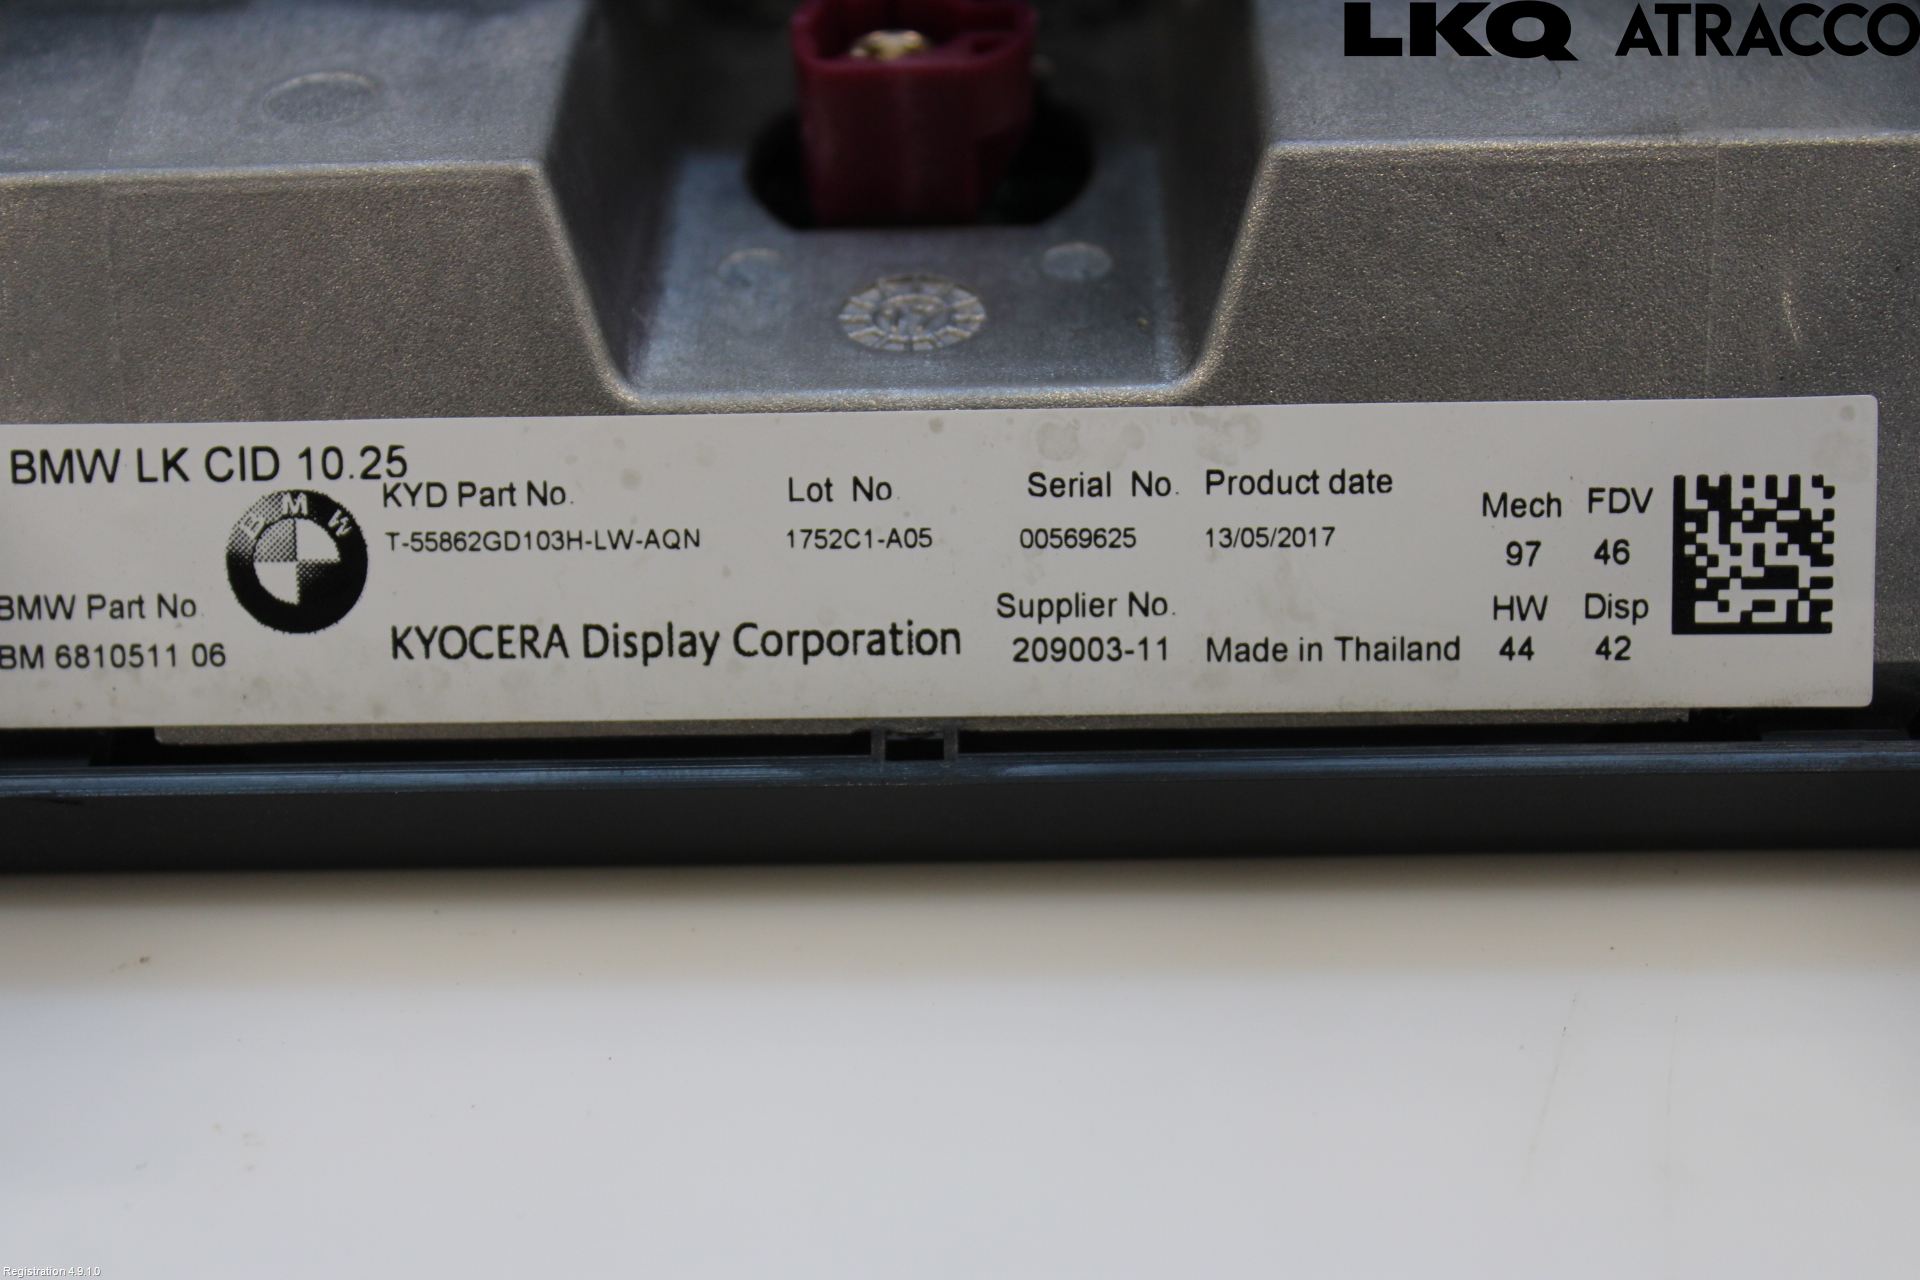 LKQ ATRACCO
BMW LK CID 10.25
BMW
KYD Part No. Lot No. Serial No. Product date Mech FDV
T-55862GD103H-LW-AQN 1752C1-A05 00569625 13/05/2017 97 46
BMW Part No. Supplier No. HW Disp
BM 6810511 06 KYOCERA Display Corporation 209003-11 Made in Thailand 44 42
Registration 4.9.1.0